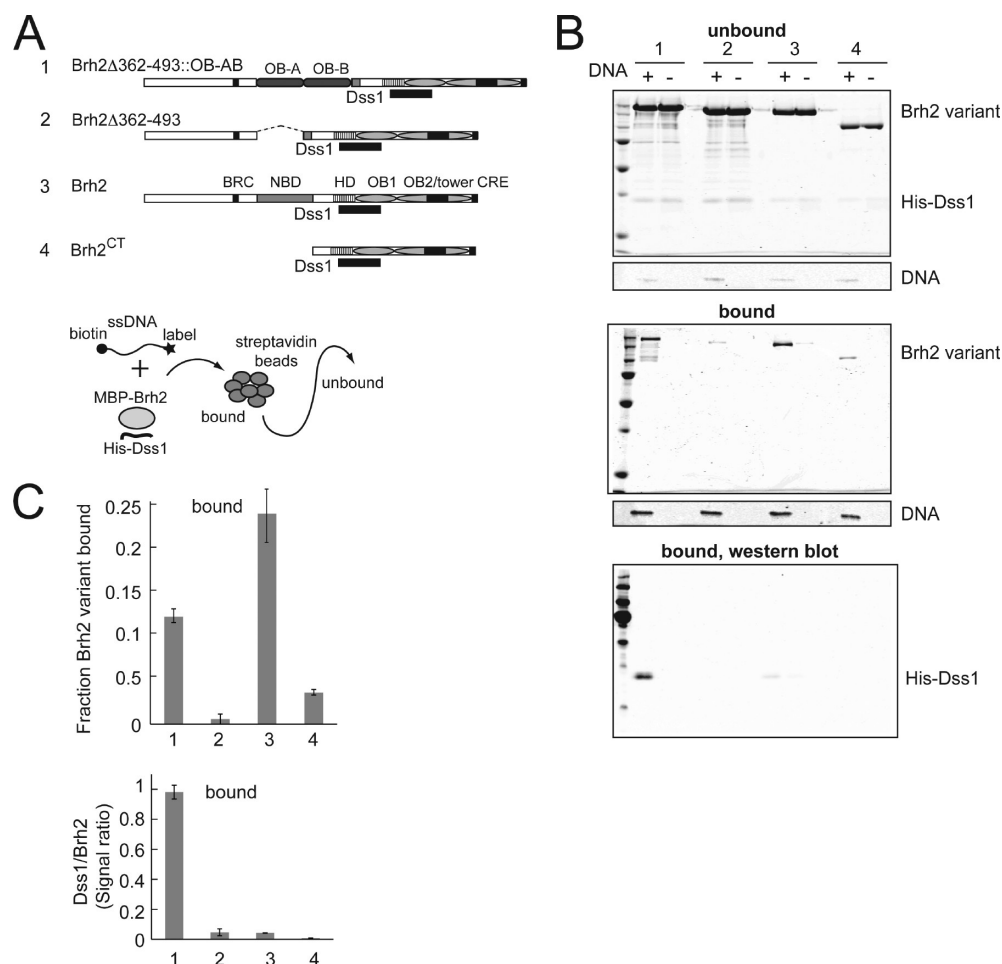 A
1 Brh2Δ362-493::OB-AB
OB-A OB-B
Dss1
2 Brh2Δ362-493
Dss1
3 Brh2
BRC NBD HD OB1 OB2/tower CRE
Dss1
4 Brh2CT
Dss1
ssDNA
biotin label
+
MBP-Brh2
His-Dss1
streptavidin
beads
bound
unbound
B
unbound
1 2 3 4
DNA + - + - + - + -
Brh2 variant
His-Dss1
DNA
bound
Brh2 variant
DNA
bound, western blot
His-Dss1
C
bound
Fraction Brh2 variant bound
0.25
0.2
0.15
0.1
0.5
0
1 2 3 4
bound
Dss1/Brh2
(Signal ratio)
1
0.8
0.6
0.4
0.2
0
1 2 3 4